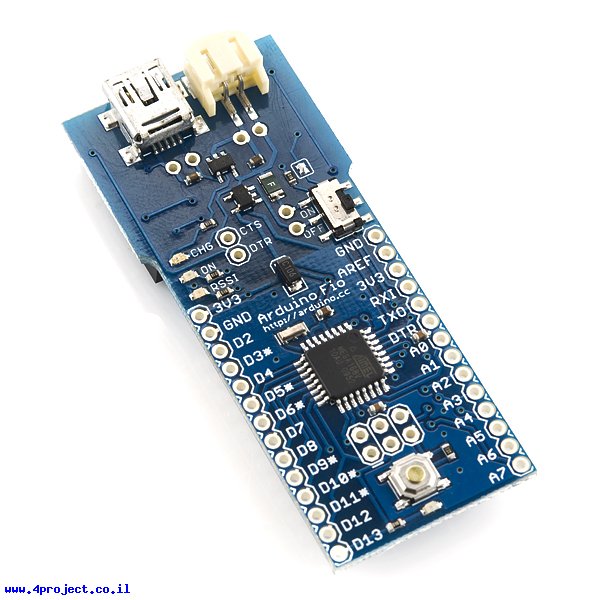 ON
OFF
CTS
DTR
CHG
ON
RSSI
Arduino Fio
http://arduino.cc
3V3
GND
D2
D3*
D4
D5*
D6*
D7
D8
D9*
D10*
D11*
D12
D13
GND
AREF
3V3
RXI
TXO
DTR
A0
A1
A2
A3
A4
A5
A6
A7
www.4project.co.il